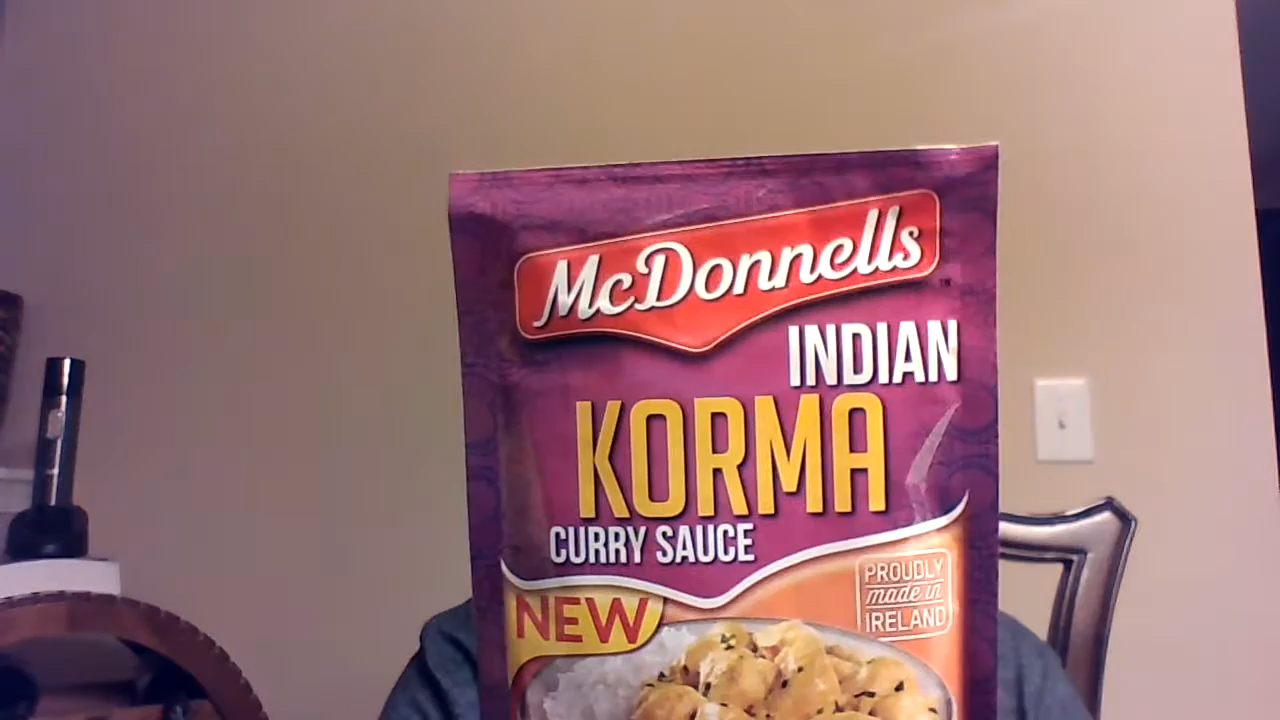 McDonnells
INDIAN
KORMA
CURRY SAUCE
PROUDLY
made in
IRELAND
NEW